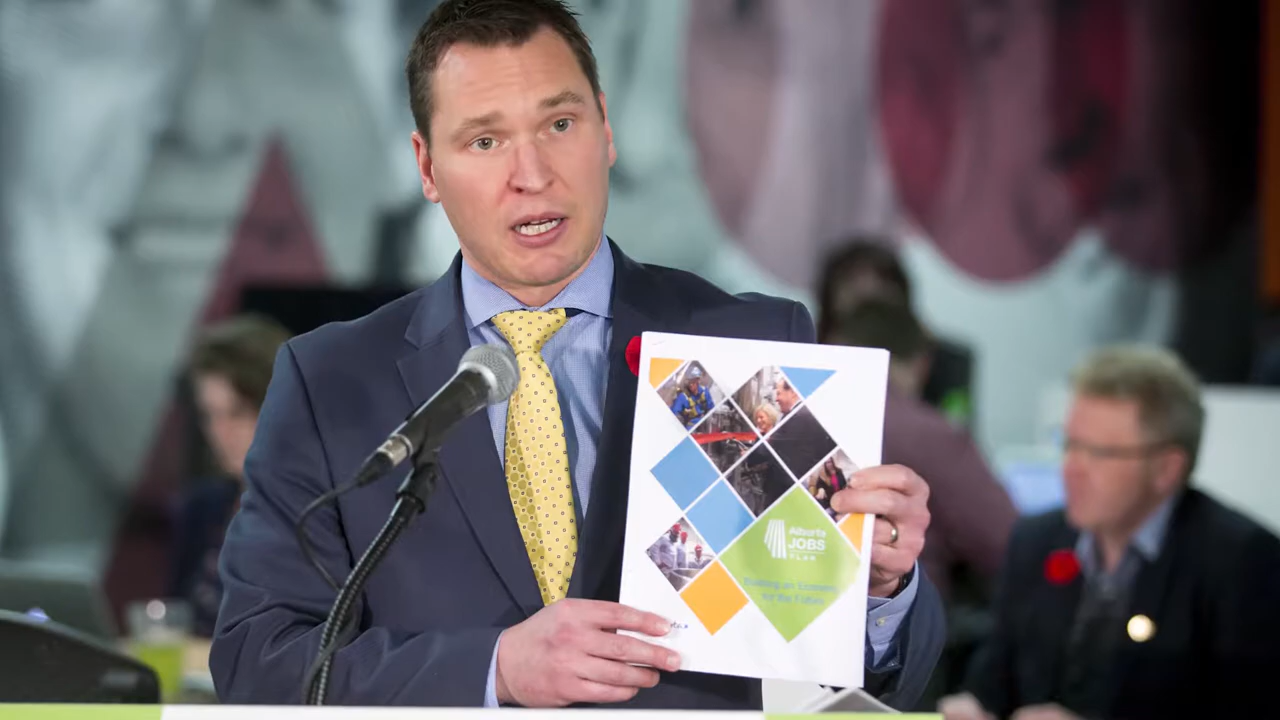 Alberta
JOBS
PLAN
Building an Economy
for the Future